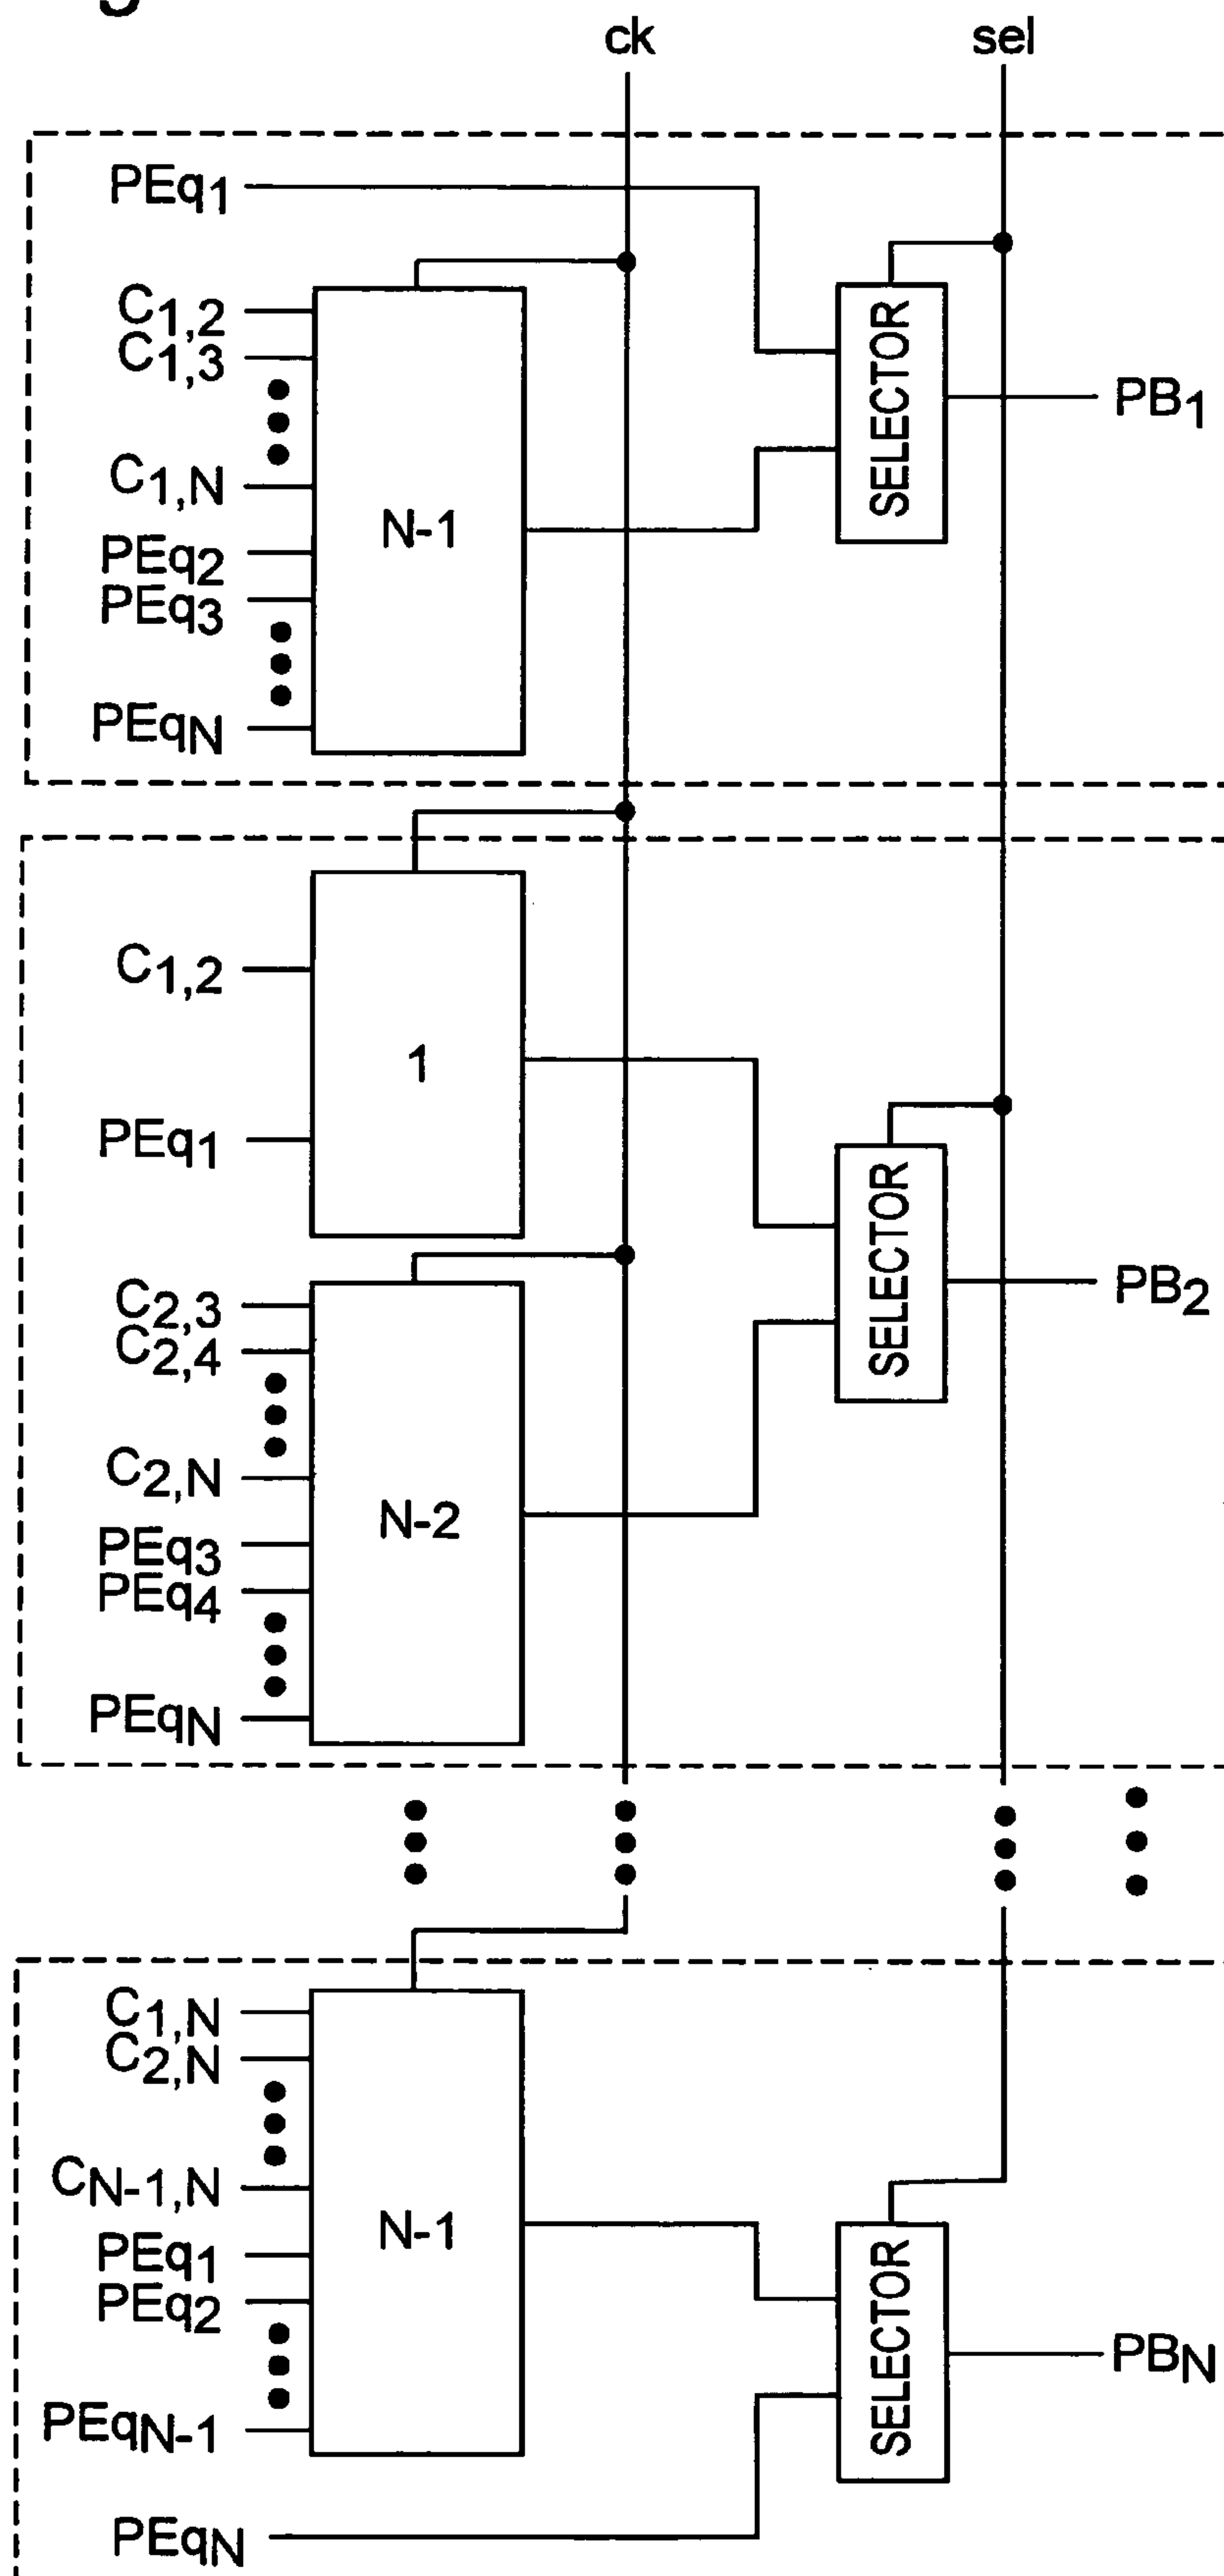 ck sel
PEq1
C1,2
C1,3
C1,N
PEq2
PEq3
PEqN
N-1
SELECTOR
PB1
C1,2
PEq1
1
C2,3
C2,4
C2,N
PEq3
PEq4
PEqN
N-2
SELECTOR
PB2
C1,N
C2,N
CN-1,N
PEq1
PEq2
PEqN-1
N-1
PEqN
SELECTOR
PBN